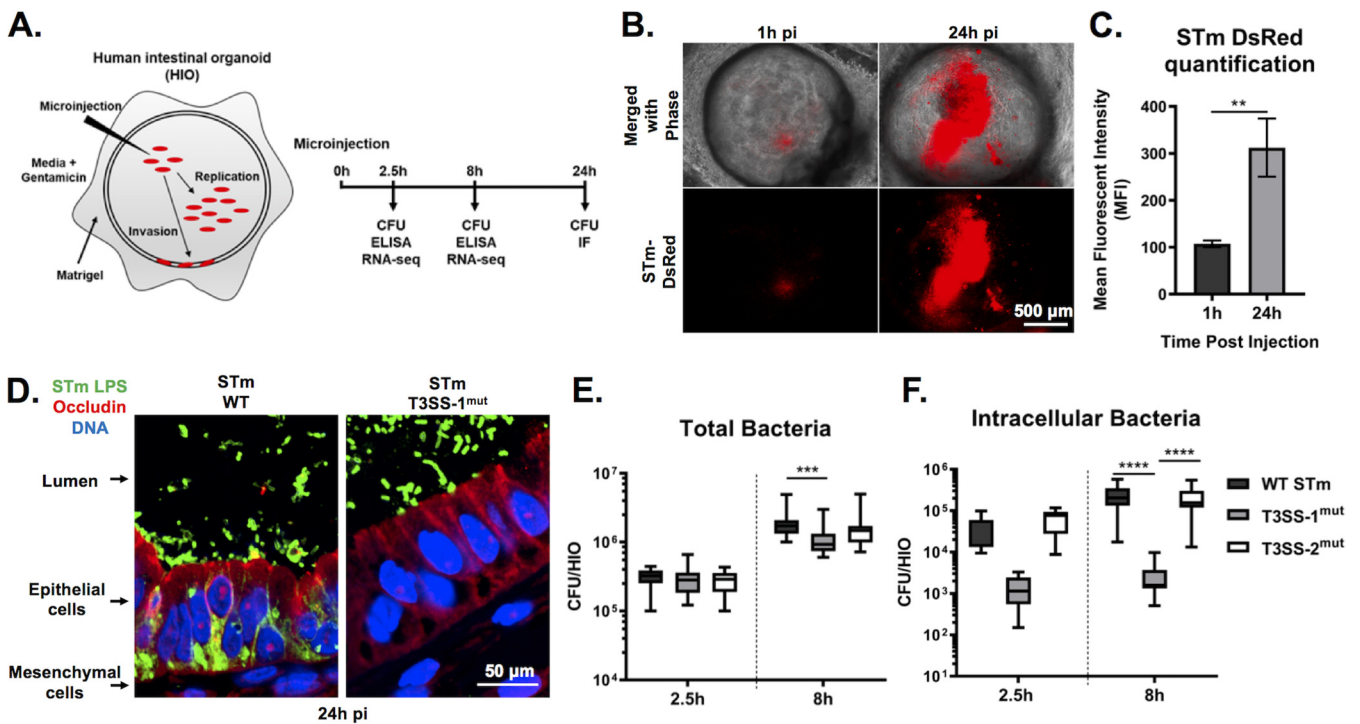 A.
Human intestinal organoid
(HIO)
Microinjection
Media +
Gentamicin
Replication
Invasion
Matrigel
Microinjection
0h
2.5h
8h
24h
CFU
ELISA
RNA-seq
CFU
ELISA
RNA-seq
CFU
IF
B.
1h pi
24h pi
Merged
with
Phase
STm-
DsRed
500 µm
C.
STm DsRed
quantification
Mean Fluorescent Intensity
(MFI)
400
300
200
100
0
**
1h
24h
Time Post Injection
D.
STm LPS
Occludin
DNA
STm
WT
STm
T3SS-1mut
Lumen
Epithelial
cells
Mesenchymal
cells
50 µm
24h pi
E.
Total Bacteria
CFU/HIO
10⁷
10⁶
10⁵
10⁴
***
2.5h
8h
F.
Intracellular Bacteria
CFU/HIO
10⁶
10⁵
10⁴
10³
10²
10¹
****
****
2.5h
8h
WT STm
T3SS-1mut
T3SS-2mut